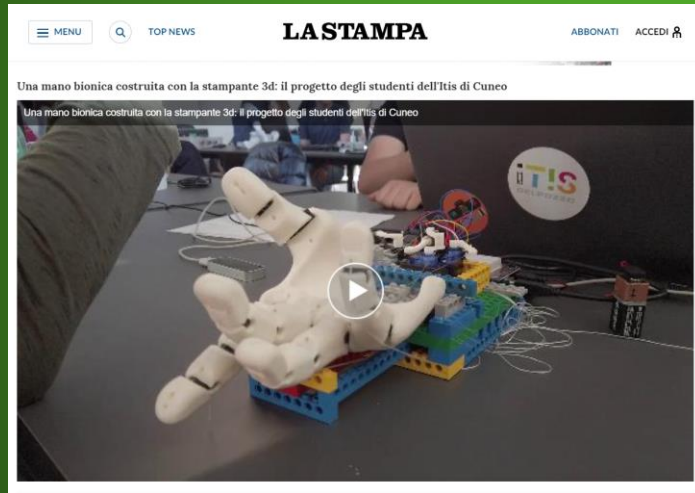 MENU
TOP NEWS
LA STAMPA
ABBONATI
ACCEDI
Una mano bionica costruita con la stampante 3d: il progetto degli studenti dell'Itis di Cuneo
Una mano bionica costruita con la stampante 3d: il progetto degli studenti dell'Itis di Cuneo
iTiS
DELPOZZO